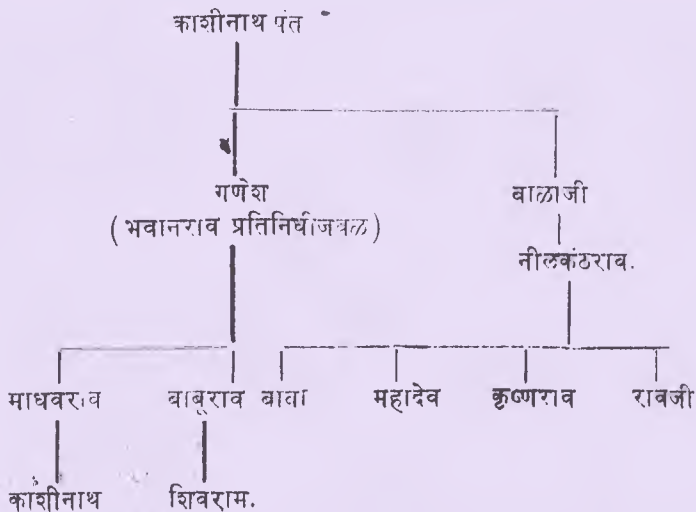 काशीनाथ पंत
गणेश
बाळाजी
(भवानराव प्रतिनिधीजवळ)
नीलकंठराव.
माधवराव बाबूराव बावा महादेव कृष्णराव रावजी
काशीनाथ शिवराम.